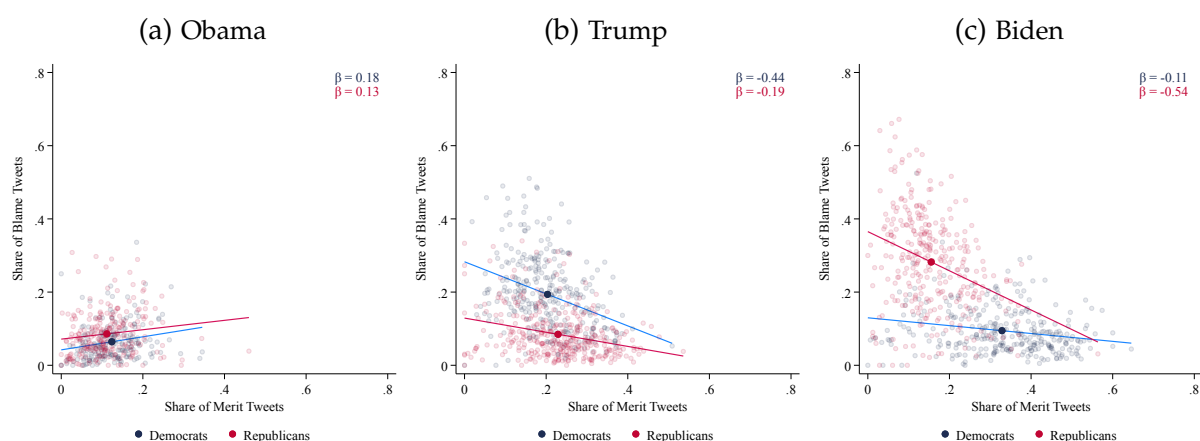 (a) Obama
β = 0.18
β = 0.13
Share of Blame Tweets
.8
.6
.4
.2
0
0 .2 .4 .6 .8
Share of Merit Tweets
Democrats Republicans
(b) Trump
β = -0.44
β = -0.19
Share of Blame Tweets
.8
.6
.4
.2
0
0 .2 .4 .6 .8
Share of Merit Tweets
Democrats Republicans
(c) Biden
β = -0.11
β = -0.54
Share of Blame Tweets
.8
.6
.4
.2
0
0 .2 .4 .6 .8
Share of Merit Tweets
Democrats Republicans